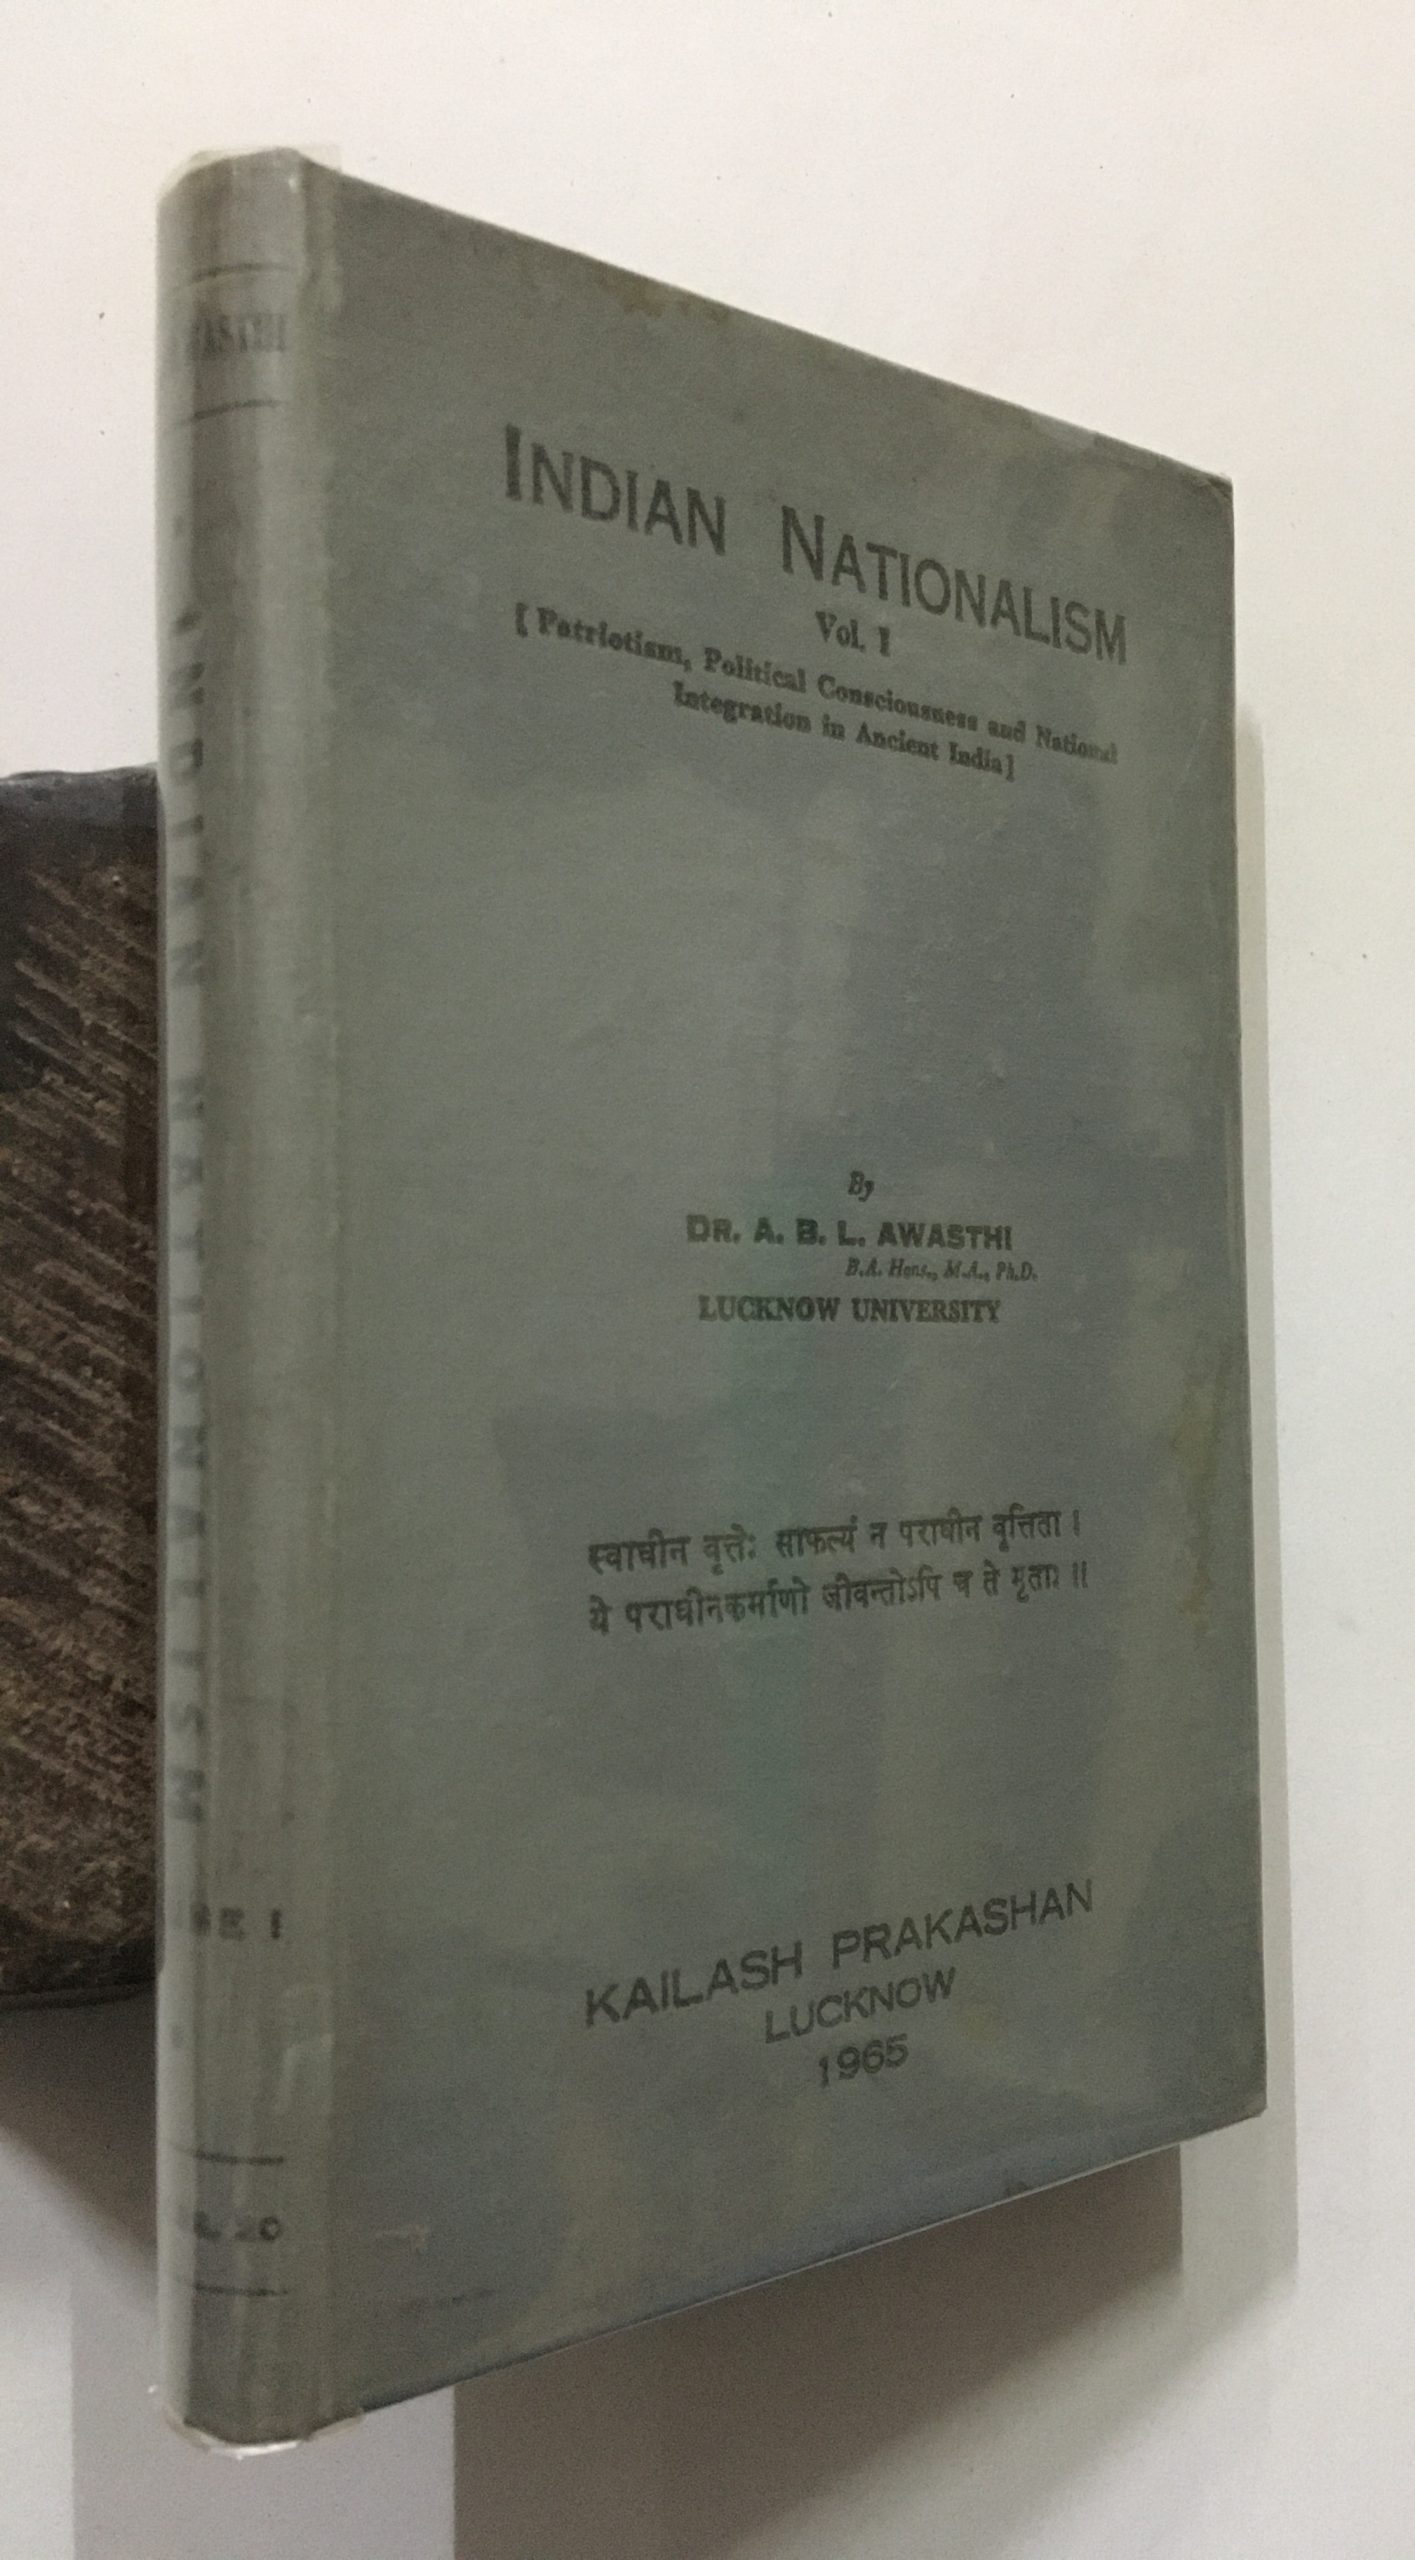 INDIAN NATIONALISM
Vol. I
[ Patriotism, Political Consciousness and National
Integration in Ancient India ]
By
DR. A. B. L. AWASTHI
B.A. Hons., M.A., Ph.D.
LUCKNOW UNIVERSITY
स्वाधीन वृत्तेः साफल्यं न पराधीन वृत्तिता ।
ये पराधीनकर्माणो जीवन्तोऽपि च ते मृताः ॥
KAILASH PRAKASHAN
LUCKNOW
1965
INDIAN NATIONALISM